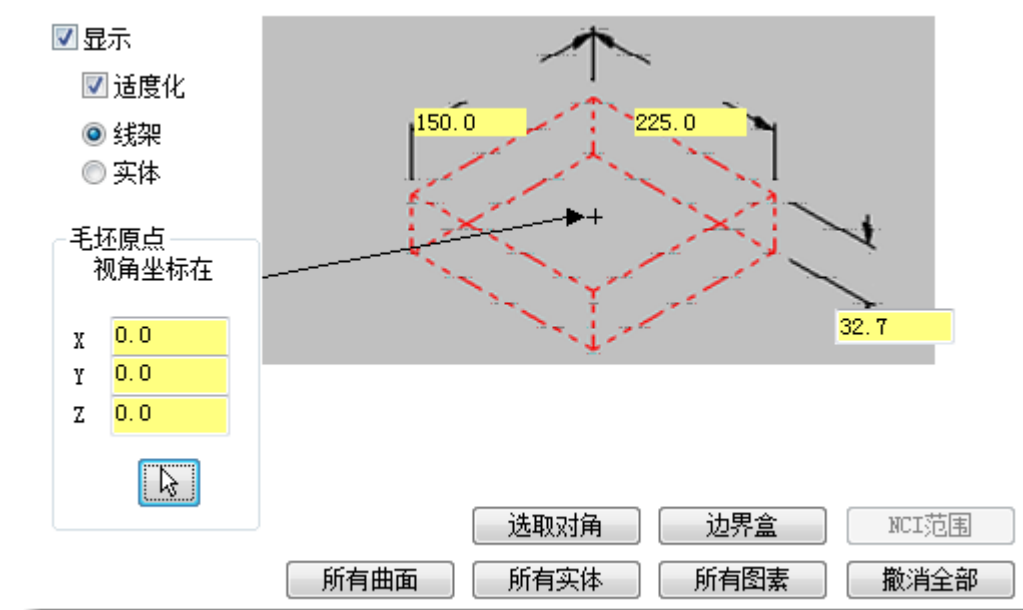 显示
适度化
线架
实体
150.0
225.0
毛坯原点
视角坐标在
X 0.0
Y 0.0
Z 0.0
32.7
选取对角
边界盒
NCI范围
所有曲面
所有实体
所有图素
撤消全部